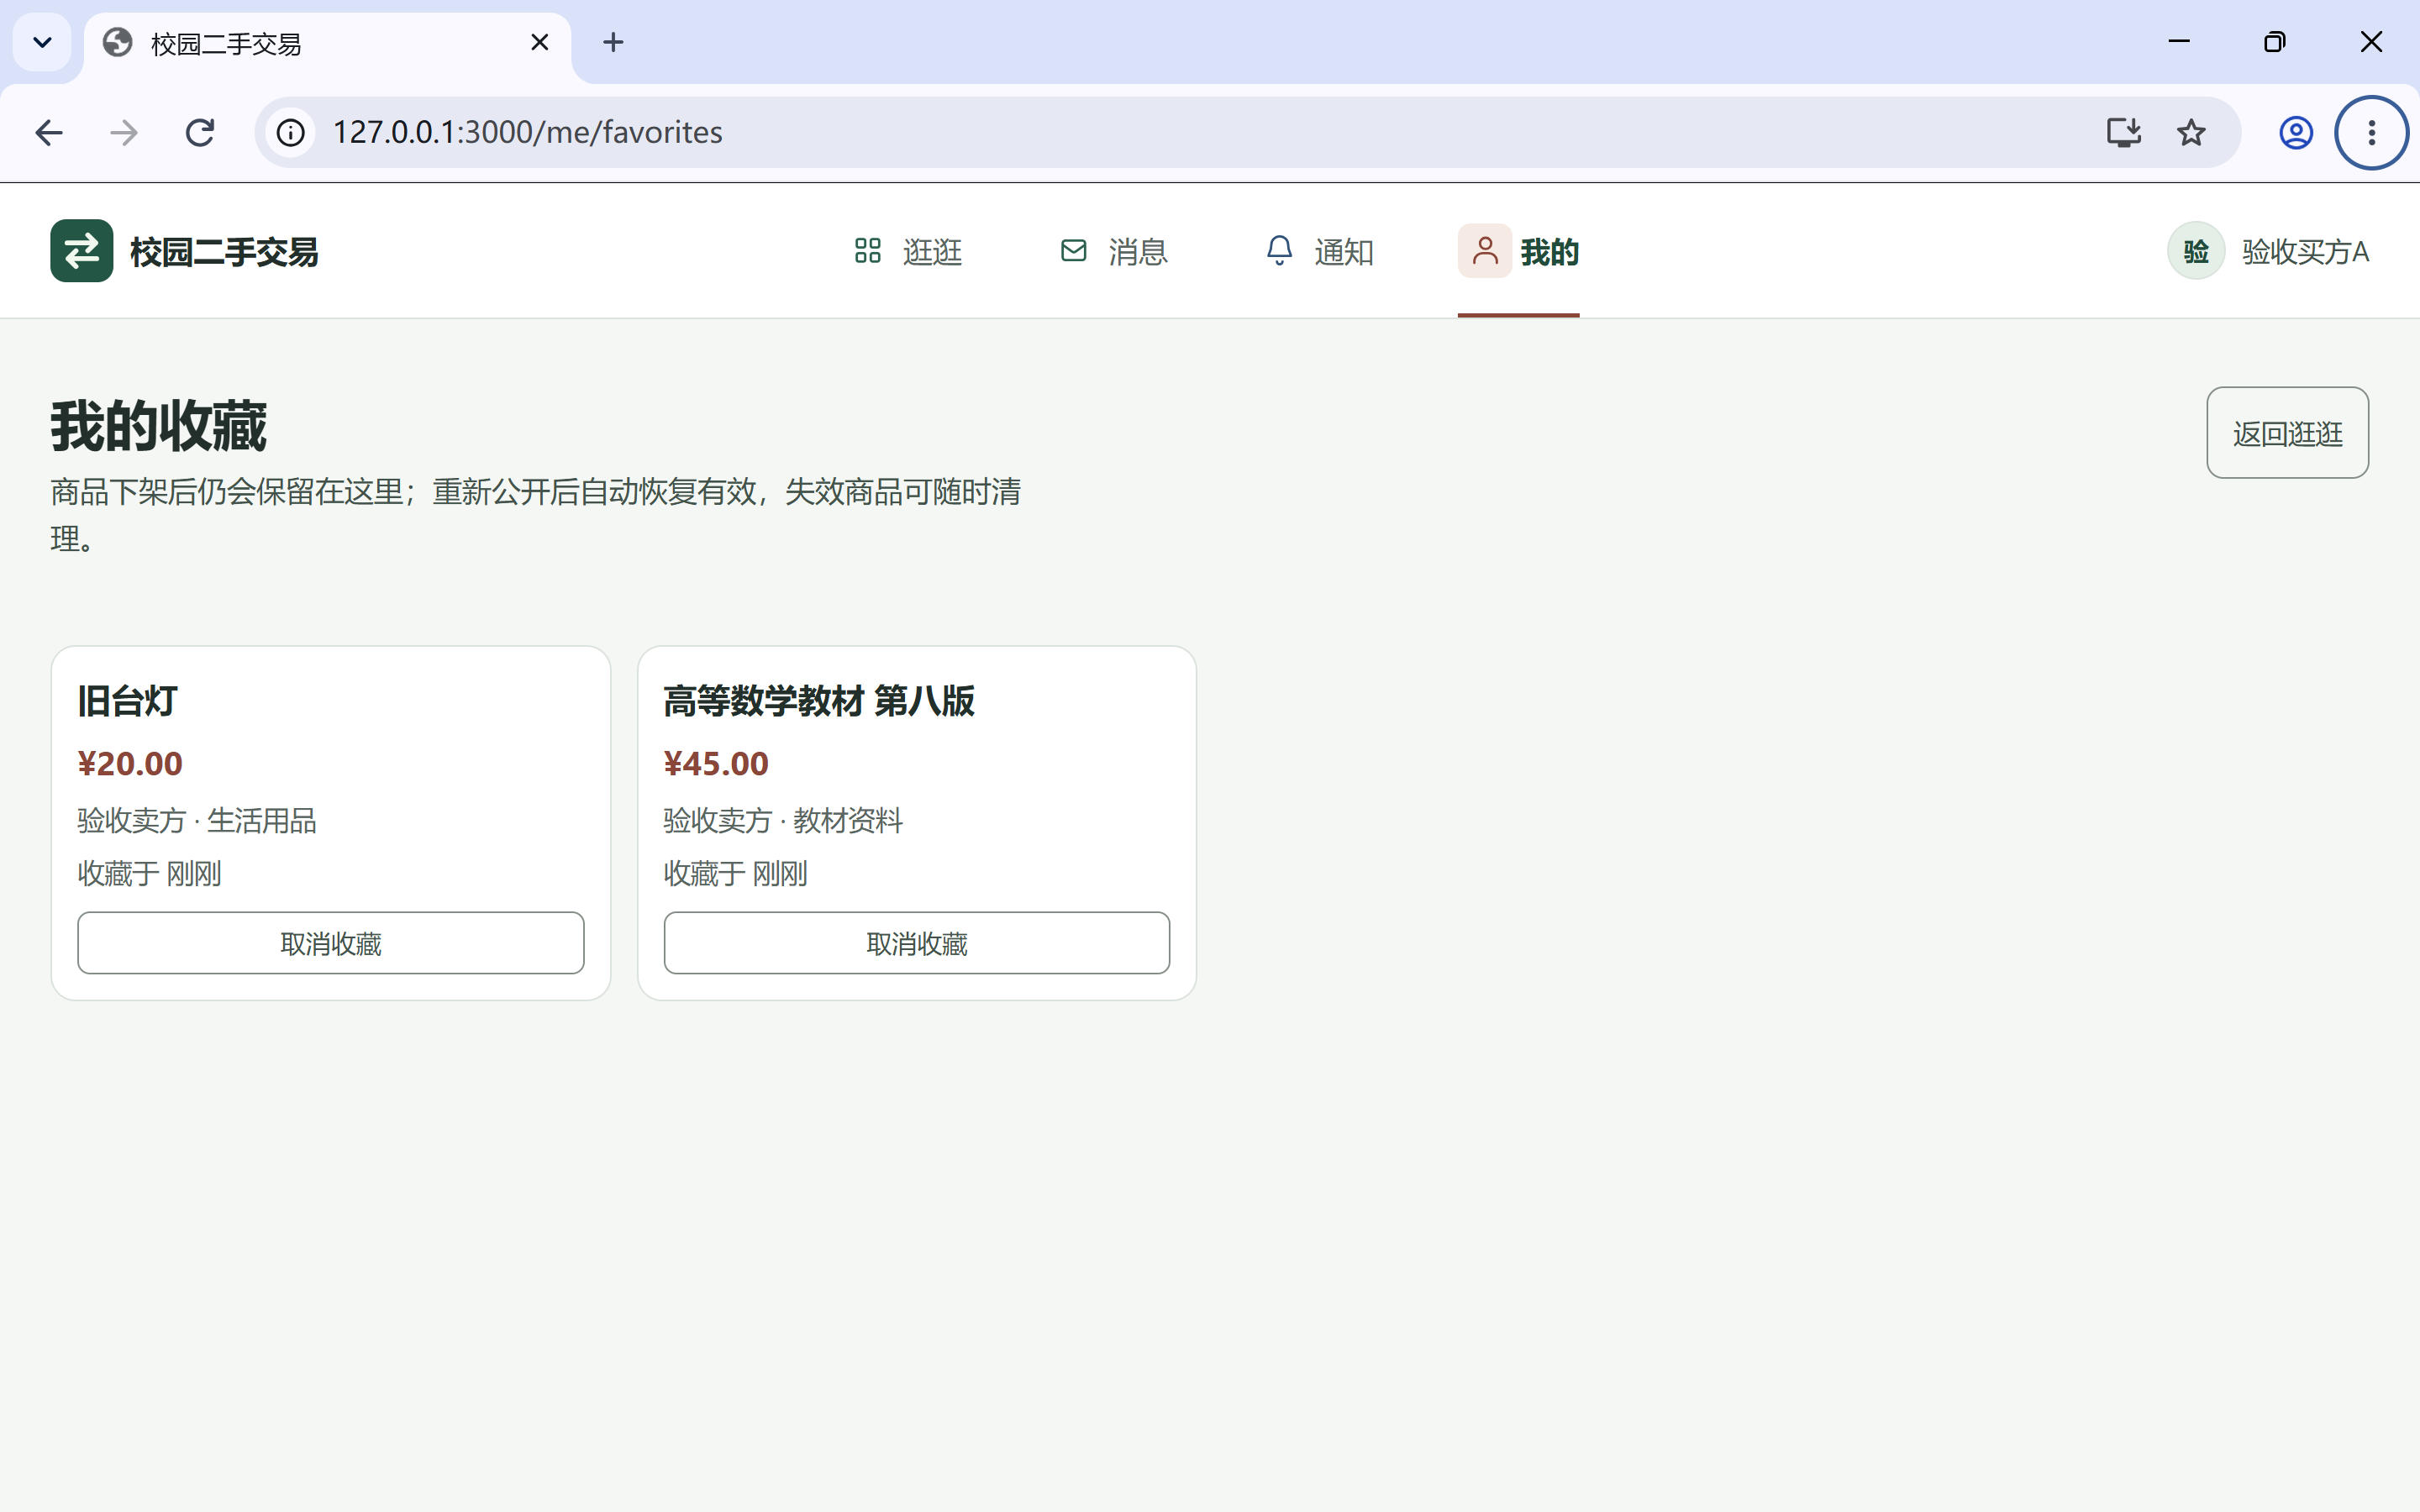 校园二手交易
127.0.0.1:3000/me/favorites
校园二手交易
逛逛
消息
通知
我的
验
验收买方A
我的收藏
返回逛逛
商品下架后仍会保留在这里；重新公开后自动恢复有效，失效商品可随时清
理。
旧台灯
¥20.00
验收卖方 · 生活用品
收藏于 刚刚
取消收藏
高等数学教材 第八版
¥45.00
验收卖方 · 教材资料
收藏于 刚刚
取消收藏